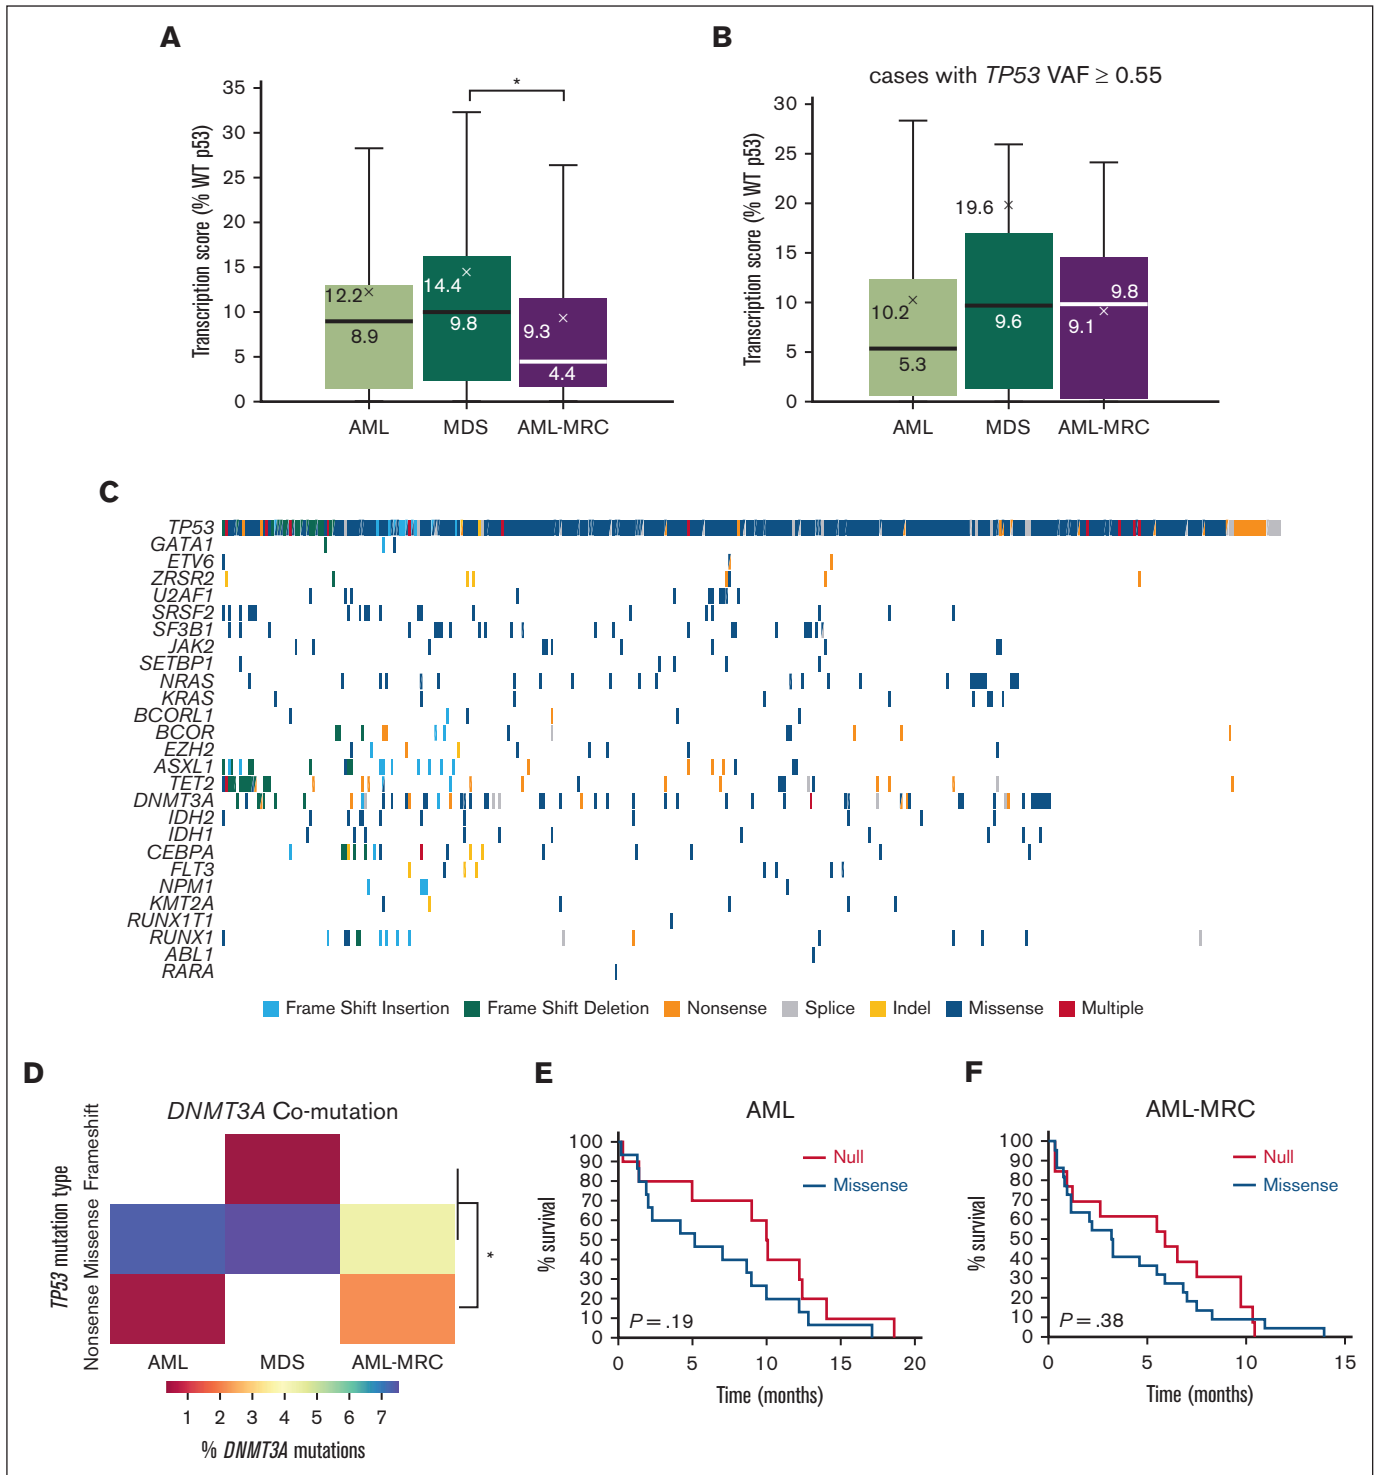 A
Transcription score (% WT p53)
35
30
25
20
15
10
5
0
*
12.2
8.9
14.4
9.8
9.3
4.4
AML
MDS
AML-MRC
B
cases with TP53 VAF ≥ 0.55
Transcription score (% WT p53)
30
25
20
15
10
5
0
10.2
5.3
19.6
9.6
9.8
9.1
AML
MDS
AML-MRC
C
TP53
GATA1
ETV6
ZRSR2
U2AF1
SRSF2
SF3B1
JAK2
SETBP1
NRAS
KRAS
BCORL1
BCOR
EZH2
ASXL1
TET2
DNMT3A
IDH2
IDH1
CEBPA
FLT3
NPM1
KMT2A
RUNX1T1
RUNX1
ABL1
RARA
Frame Shift Insertion
Frame Shift Deletion
Nonsense
Splice
Indel
Missense
Multiple
D
DNMT3A Co-mutation
TP53 mutation type
Nonsense Missense Frameshift
*
AML
MDS
AML-MRC
1 2 3 4 5 6 7
% DNMT3A mutations
E
AML
% survival
100
90
80
70
60
50
40
30
20
10
0
Null
Missense
P = .19
0 5 10 15 20
Time (months)
F
AML-MRC
% survival
100
90
80
70
60
50
40
30
20
10
0
Null
Missense
P = .38
0 5 10 15
Time (months)